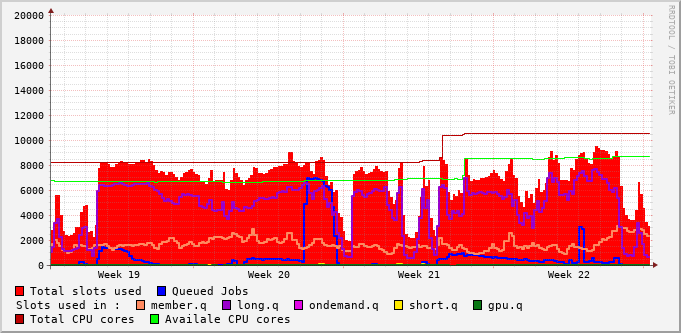 RRDTOOL / TOBI OETIKER
20000
18000
16000
14000
12000
10000
8000
6000
4000
2000
0
Week 19 Week 20 Week 21 Week 22
Total slots used Queued Jobs
Slots used in : member.q long.q ondemand.q short.q gpu.q
Total CPU cores Availale CPU cores